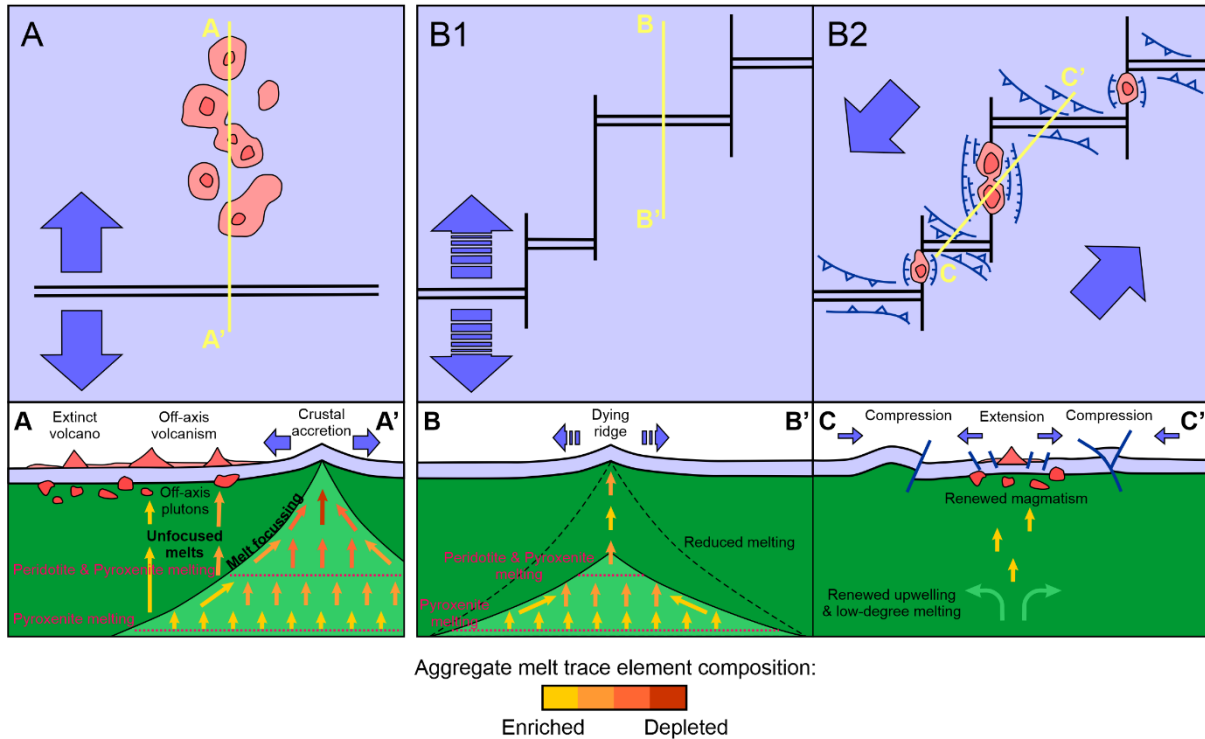 A
B1
B2
A
A'
B
B'
C'
C
A
Extinct
volcano
Off-axis
volcanism
Crustal
accretion
A'
Off-axis
plutons
Unfocused
melts
Melt focussing
Peridotite & Pyroxenite melting
Pyroxenite melting
B
Dying
ridge
B'
Reduced melting
Peridotite & Pyroxenite
melting
Pyroxenite
melting
C
Compression
Extension
Compression
C'
Renewed magmatism
Renewed upwelling
& low-degree melting
Aggregate melt trace element composition:
Enriched
Depleted